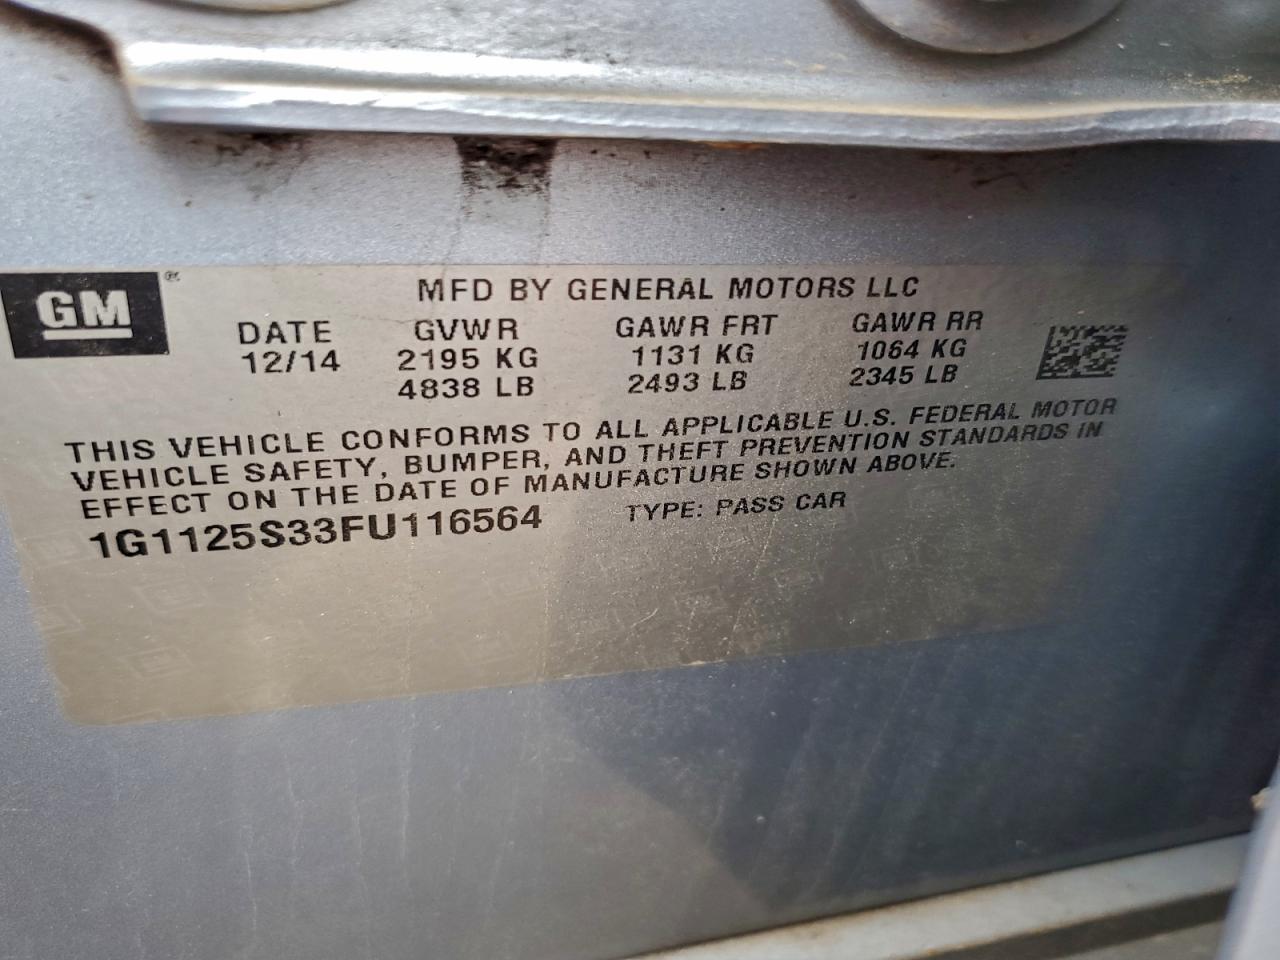 GM ®
MFD BY GENERAL MOTORS LLC
DATE GVWR GAWR FRT GAWR RR
12/14 2195 KG 1131 KG 1064 KG
4838 LB 2493 LB 2345 LB
THIS VEHICLE CONFORMS TO ALL APPLICABLE U.S. FEDERAL MOTOR
VEHICLE SAFETY, BUMPER, AND THEFT PREVENTION STANDARDS IN
EFFECT ON THE DATE OF MANUFACTURE SHOWN ABOVE.
1G1125S33FU116564 TYPE: PASS CAR